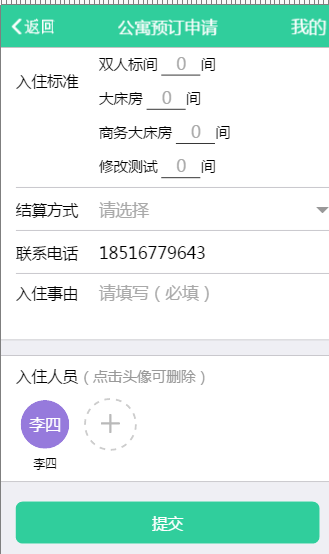 返回 公寓预订申请 我的
入住标准
双人标间 0 间
大床房 0 间
商务大床房 0 间
修改测试 0 间
结算方式 请选择
联系电话 18516779643
入住事由 请填写（必填）
入住人员（点击头像可删除）
李四
李四
提交